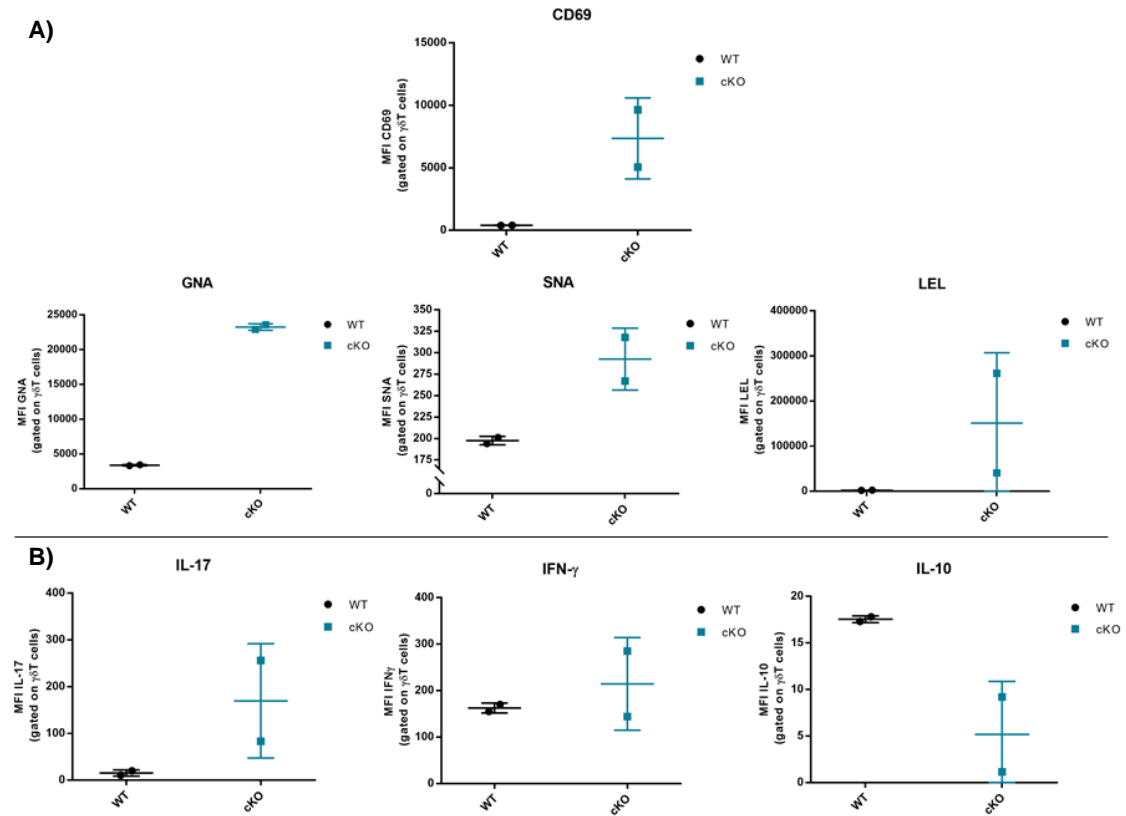 A)
CD69
MFI CD69
(gated on γδT cells)
15000
10000
5000
0
WT
cKO
WT
cKO
GNA
MFI GNA
(gated on γδT cells)
25000
20000
15000
10000
5000
0
WT
cKO
WT
cKO
SNA
MFI SNA
(gated on γδT cells)
350
325
300
275
250
225
200
175
0
WT
cKO
WT
cKO
LEL
MFI LEL
(gated on γδT cells)
400000
300000
200000
100000
0
WT
cKO
WT
cKO
B)
IL-17
MFI IL-17
(gated on γδT cells)
400
300
200
100
0
WT
cKO
WT
cKO
IFN-γ
MFI IFNγ
(gated on γδT cells)
400
300
200
100
0
WT
cKO
WT
cKO
IL-10
MFI IL-10
(gated on γδT cells)
20
15
10
5
0
WT
cKO
WT
cKO